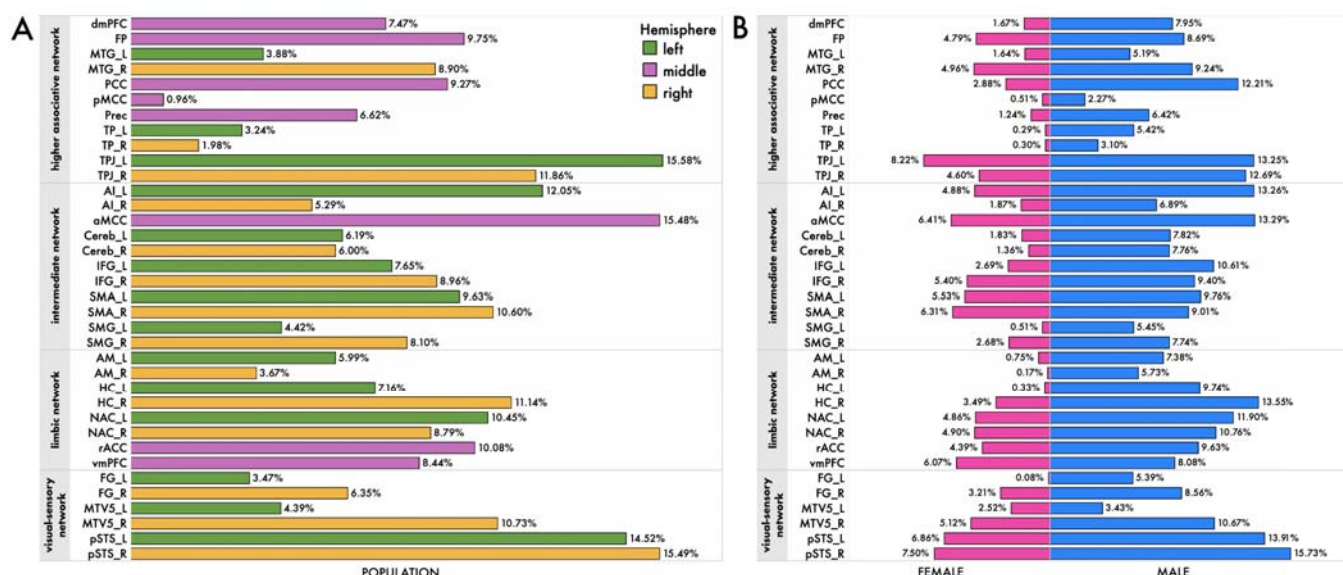 A
higher associative network
dmPFC 7.47%
FP 9.75%
MTG_L 3.88%
MTG_R 8.90%
PCC 9.27%
pMCC 0.96%
Prec 6.62%
TP_L 3.24%
TP_R 1.98%
TPJ_L 15.58%
TPJ_R 11.86%
intermediate network
AI_L 12.05%
AI_R 5.29%
aMCC 15.48%
Cereb_L 6.19%
Cereb_R 6.00%
IFG_L 7.65%
IFG_R 8.96%
SMA_L 9.63%
SMA_R 10.60%
SMG_L 4.42%
SMG_R 8.10%
limbic network
AM_L 5.99%
AM_R 3.67%
HC_L 7.16%
HC_R 11.14%
NAC_L 10.45%
NAC_R 8.79%
rACC 10.08%
vmPFC 8.44%
visual-sensory
network
FG_L 3.47%
FG_R 6.35%
MTV5_L 4.39%
MTV5_R 10.73%
pSTS_L 14.52%
pSTS_R 15.49%
POPULATION
Hemisphere
left
middle
right
B
higher associative network
dmPFC 1.67% 7.95%
FP 4.79% 8.69%
MTG_L 1.64% 5.19%
MTG_R 4.96% 9.24%
PCC 2.88% 12.21%
pMCC 0.51% 2.27%
Prec 1.24% 6.42%
TP_L 0.29% 5.42%
TP_R 0.30% 3.10%
TPJ_L 8.22% 13.25%
TPJ_R 4.60% 12.69%
intermediate network
AI_L 4.88% 13.26%
AI_R 1.87% 6.89%
aMCC 6.41% 13.29%
Cereb_L 1.83% 7.82%
Cereb_R 1.36% 7.76%
IFG_L 2.69% 10.61%
IFG_R 5.40% 9.40%
SMA_L 5.53% 9.76%
SMA_R 6.31% 9.01%
SMG_L 0.51% 5.45%
SMG_R 2.68% 7.74%
limbic network
AM_L 0.75% 7.38%
AM_R 0.17% 5.73%
HC_L 0.33% 9.74%
HC_R 3.49% 13.55%
NAC_L 4.86% 11.90%
NAC_R 4.90% 10.76%
rACC 4.39% 9.63%
vmPFC 6.07% 8.08%
visual-sensory
network
FG_L 0.08% 5.39%
FG_R 3.21% 8.56%
MTV5_L 2.52% 3.43%
MTV5_R 5.12% 10.67%
pSTS_L 6.86% 13.91%
pSTS_R 7.50% 15.73%
FEMALE MALE